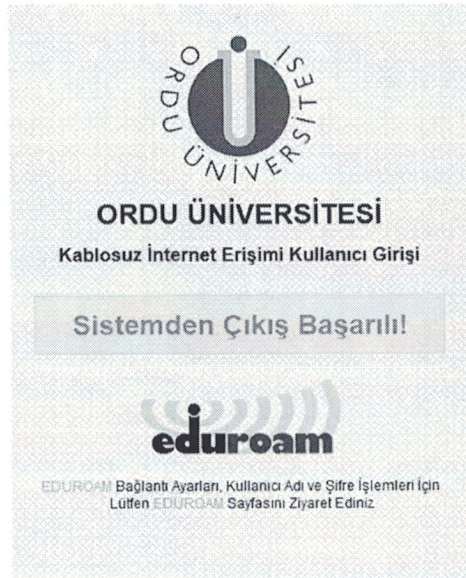 ORDU ÜNİVERSİTESİ
ORDU ÜNİVERSİTESİ
Kablosuz İnternet Erişimi Kullanıcı Girişi
Sistemden Çıkış Başarılı!
eduroam
EDUROAM Bağlantı Ayarları, Kullanıcı Adı ve Şifre İşlemleri İçin
Lütfen EDUROAM Sayfasını Ziyaret Ediniz